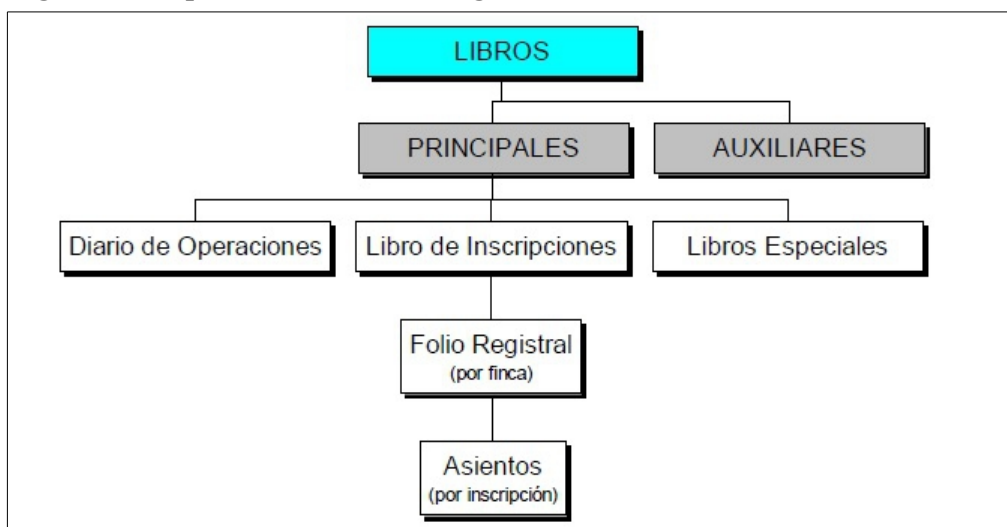 LIBROS
PRINCIPALES
AUXILIARES
Diario de Operaciones
Libro de Inscripciones
Libros Especiales
Folio Registral
(por finca)
Asientos
(por inscripción)